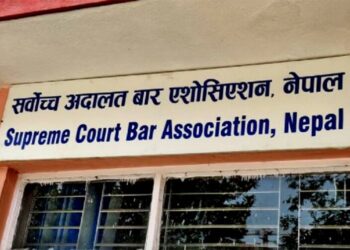 सर्वोच्च अदालत बार एशोसिएशन, नेपाल
Supreme Court Bar Association, Nepal